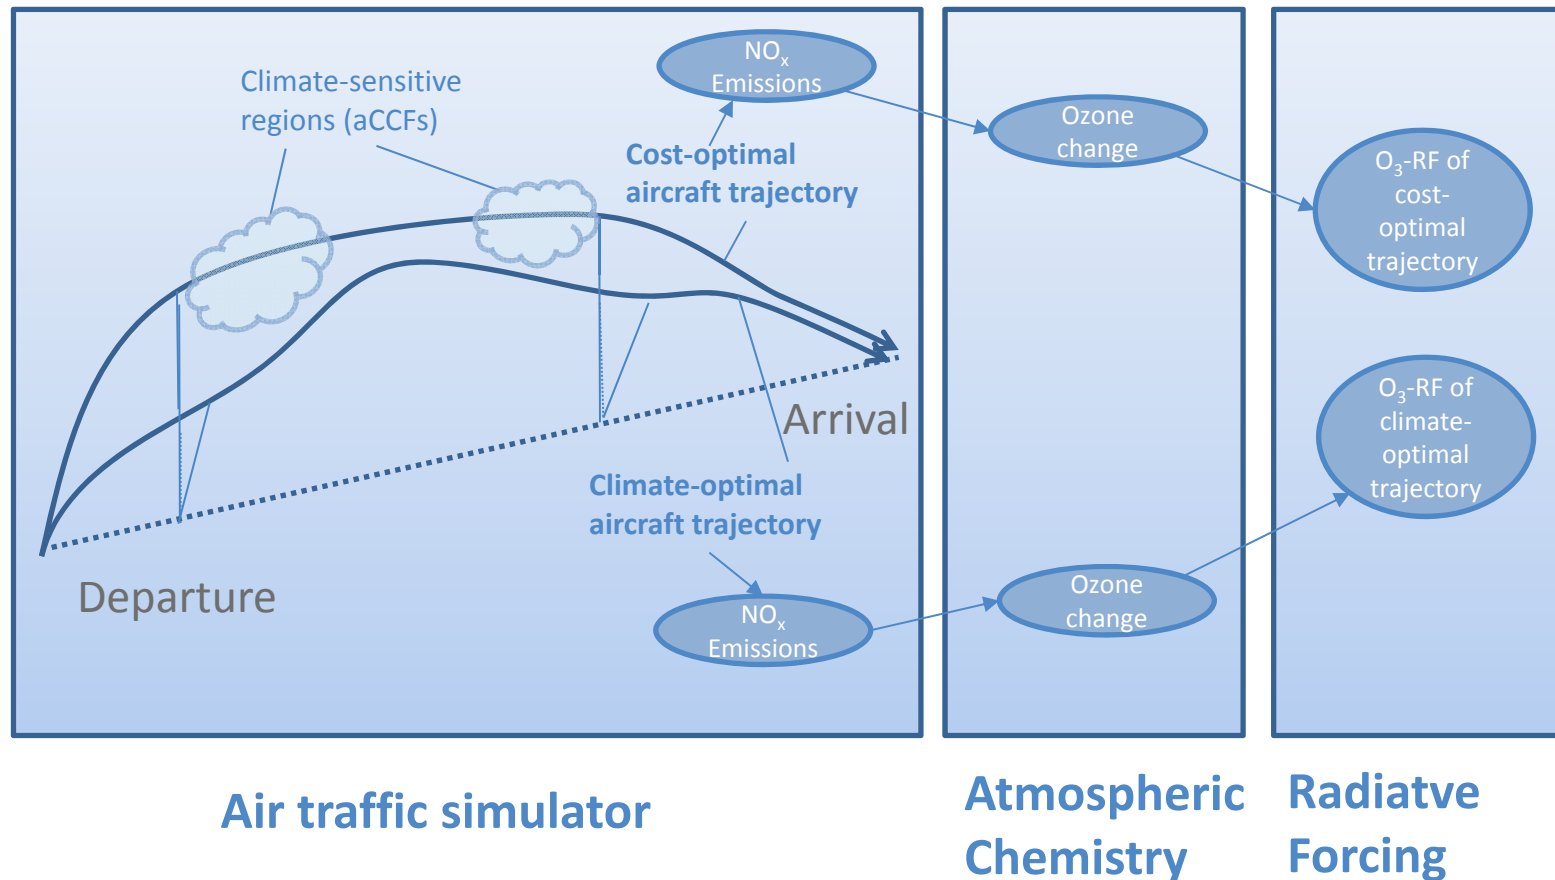 Climate-sensitive
regions (aCCFs)
NOx
Emissions
Cost-optimal
aircraft trajectory
Arrival
Climate-optimal
aircraft trajectory
Departure
NOx
Emissions
Ozone
change
Ozone
change
O3-RF of
cost-
optimal
trajectory
O3-RF of
climate-
optimal
trajectory
Air traffic simulator
Atmospheric
Chemistry
Radiatve
Forcing